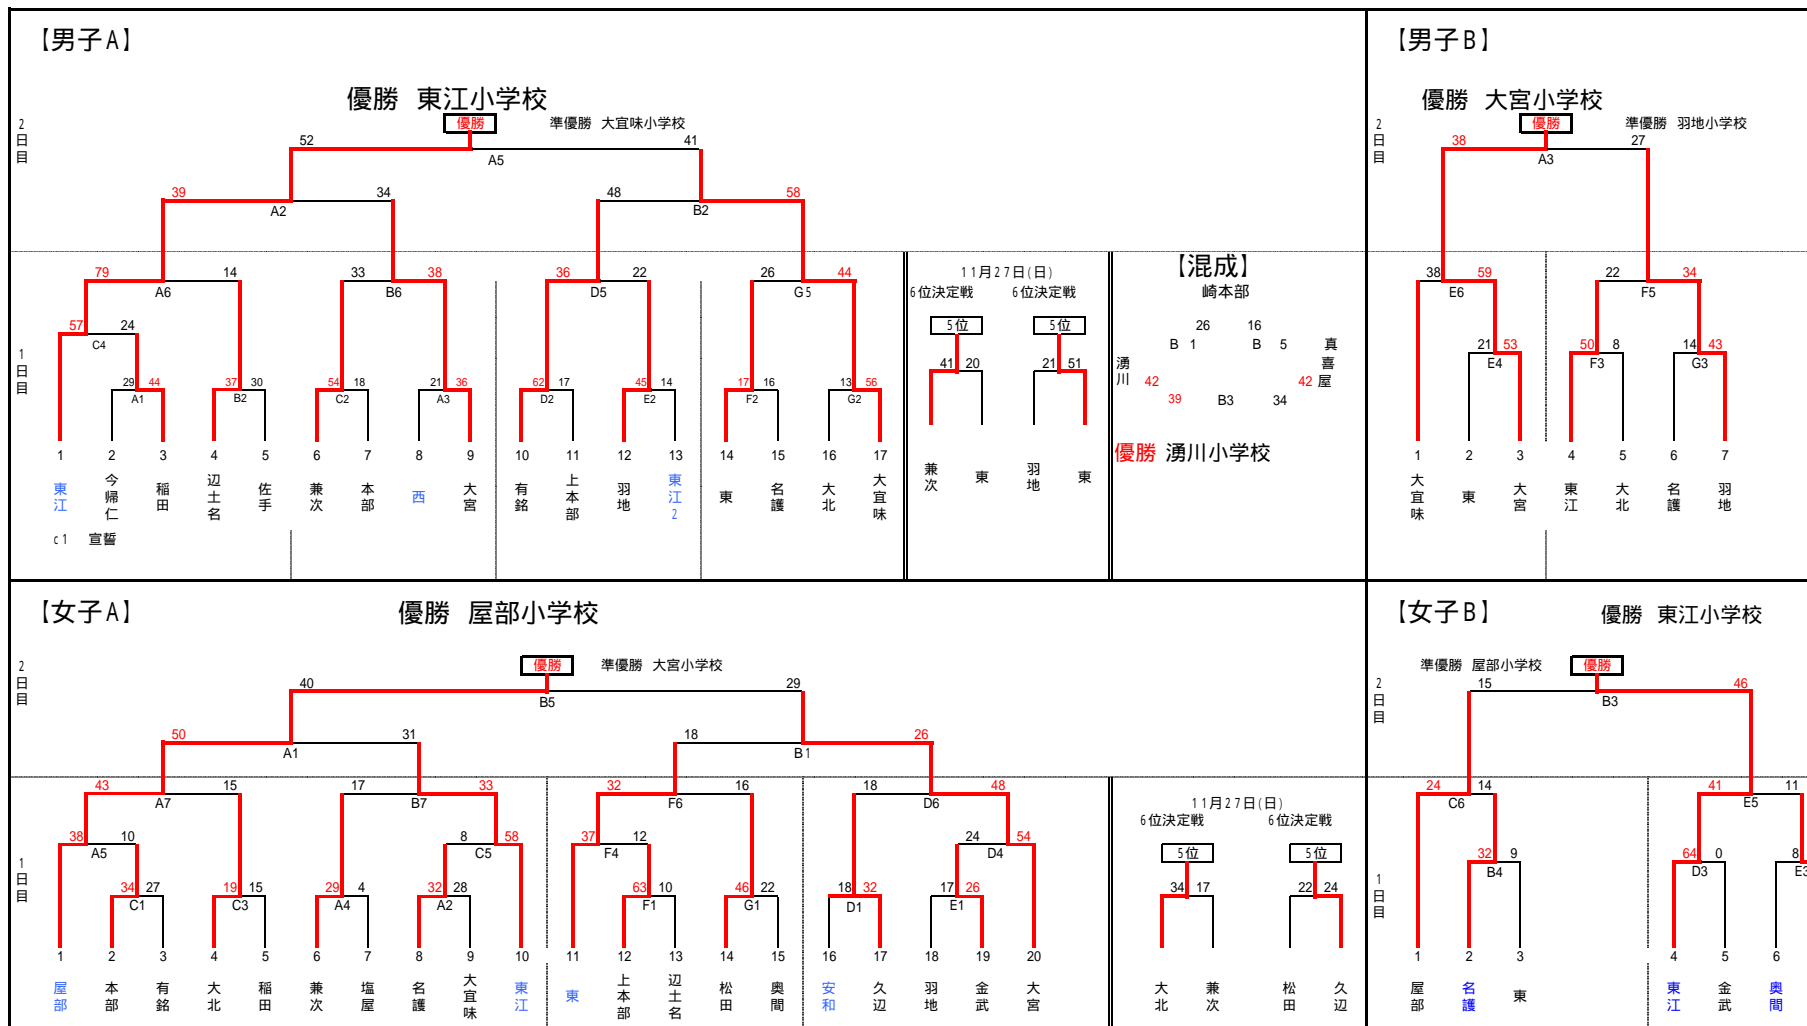 【男子A】
優勝 東江小学校
優勝
準優勝 大宜味小学校
2日目
52 41
A5
39 34 48 58
A2 B2
79 14 33 38 36 22 26 44
A6 B6 D5 G5
57 24
C4
1日目
29 44 37 30 54 18 21 36 62 17 45 14 17 16 13 56
A1 B2 C2 A3 D2 E2 F2 G2
1 2 3 4 5 6 7 8 9 10 11 12 13 14 15 16 17
東江 今帰仁 稲田 辺土名 佐手 兼次 本部 西 大宮 有銘 上本部 羽地 東江2 東 名護 大北 大宜味
c1 宣誓
11月27日(日)
6位決定戦 6位決定戦
5位 5位
41 20 21 51
兼次 東 羽地 東
【混成】
崎本部
26 16
B 1 B 5
湧川 真喜屋
42 42
39 B3 34
優勝 湧川小学校
【男子B】
優勝 大宮小学校
優勝
準優勝 羽地小学校
2日目
38 27
A3
38 59 22 34
E6 F5
21 53 50 8 14 43
E4 F3 G3
1 2 3 4 5 6 7
大宜味 東 大宮 東江 大北 名護 羽地
【女子A】
優勝 屋部小学校
優勝
準優勝 大宮小学校
2日目
40 29
B5
50 31 18 26
A1 B1
43 15 17 33 32 16 18 48
A7 B7 F6 D6
38 10 8 58 37 12 24 54
A5 C5 F4 D4
1日目
34 27 19 15 29 4 32 28 63 10 46 22 18 32 17 26
C1 C3 A4 A2 F1 G1 D1 E1
1 2 3 4 5 6 7 8 9 10 11 12 13 14 15 16 17 18 19 20
屋部 本部 有銘 大北 稲田 兼次 塩屋 名護 大宜味 東江 東 上本部 辺土名 松田 奥間 安和 久辺 羽地 金武 大宮
11月27日(日)
6位決定戦 6位決定戦
5位 5位
34 17 22 24
大北 兼次 松田 久辺
【女子B】
優勝 東江小学校
準優勝 屋部小学校
優勝
2日目
15 46
B3
24 14 41 11
C6 E5
1日目
32 9 64 0 8
B4 D3 E3
1 2 3 4 5 6
屋部 名護 東 東江 金武 奥間